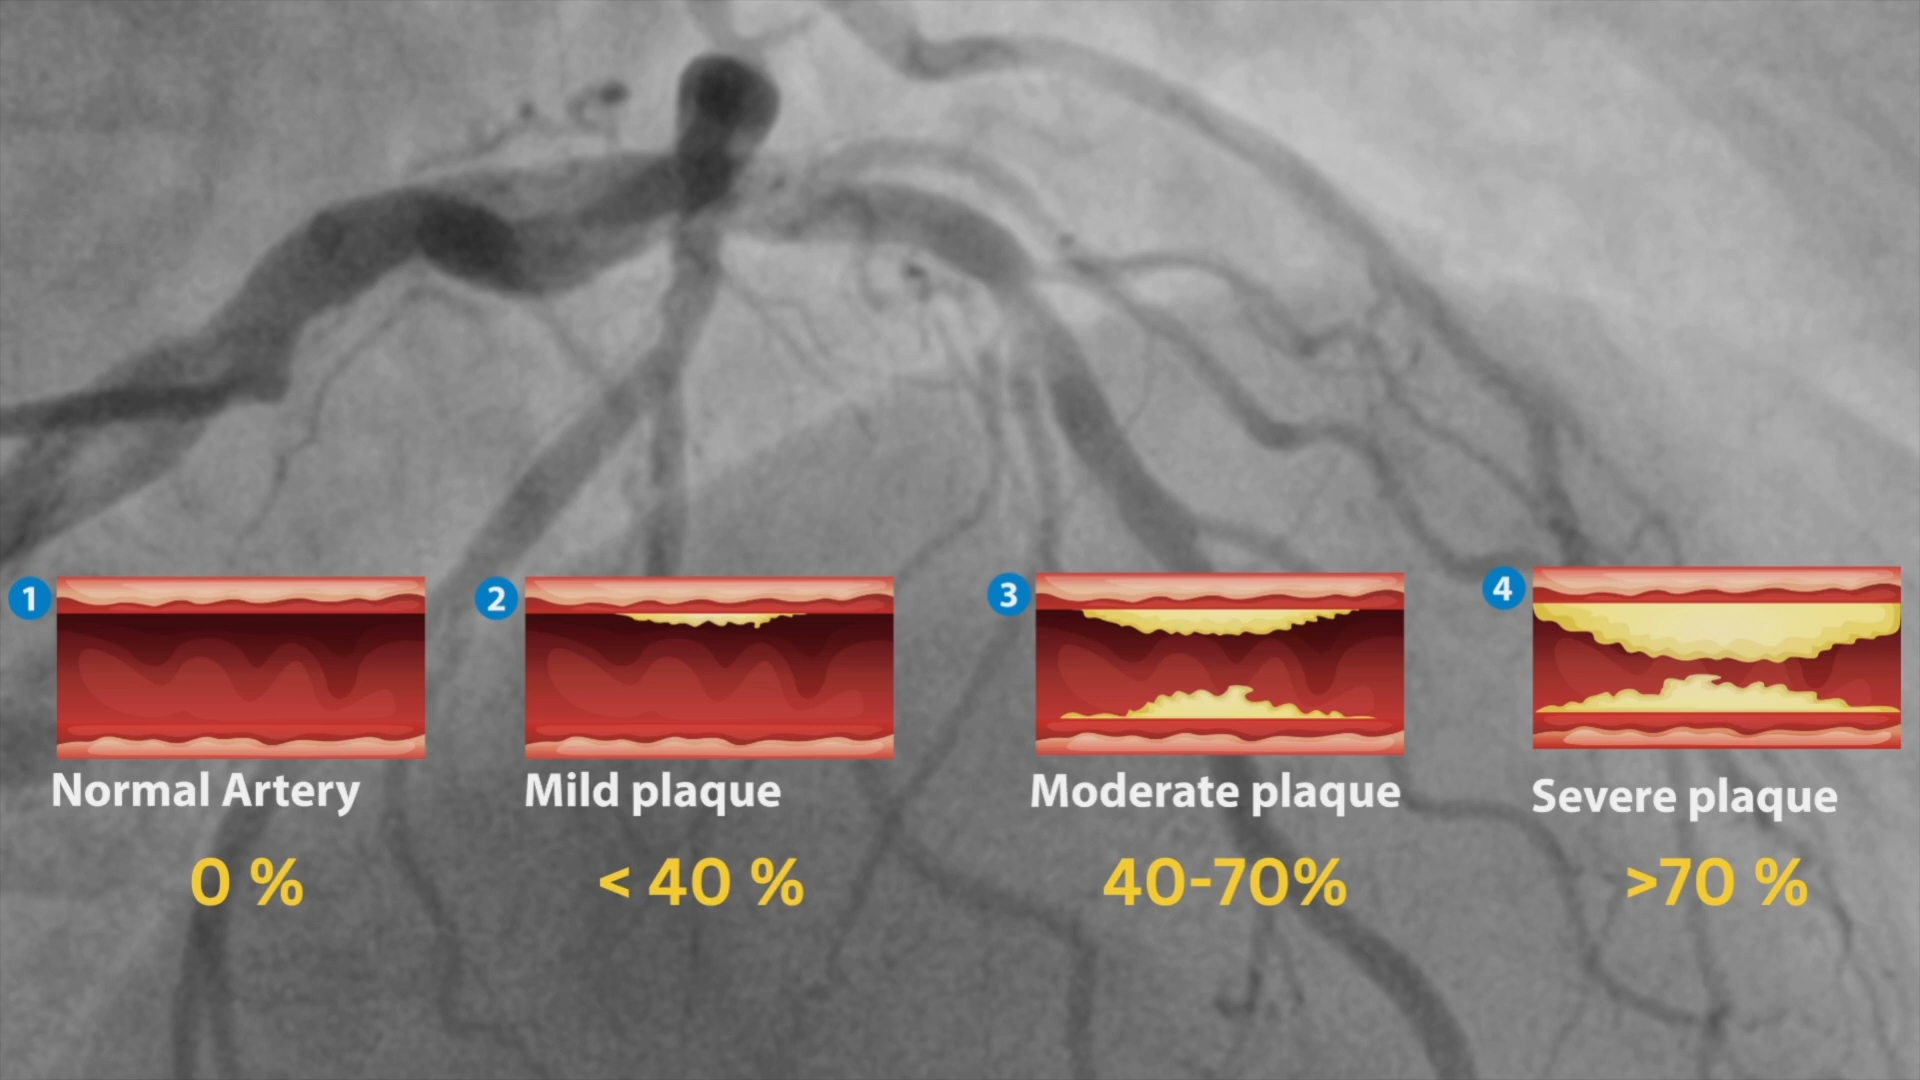 1
Normal Artery
0 %
2
Mild plaque
< 40 %
3
Moderate plaque
40-70%
4
Severe plaque
>70 %